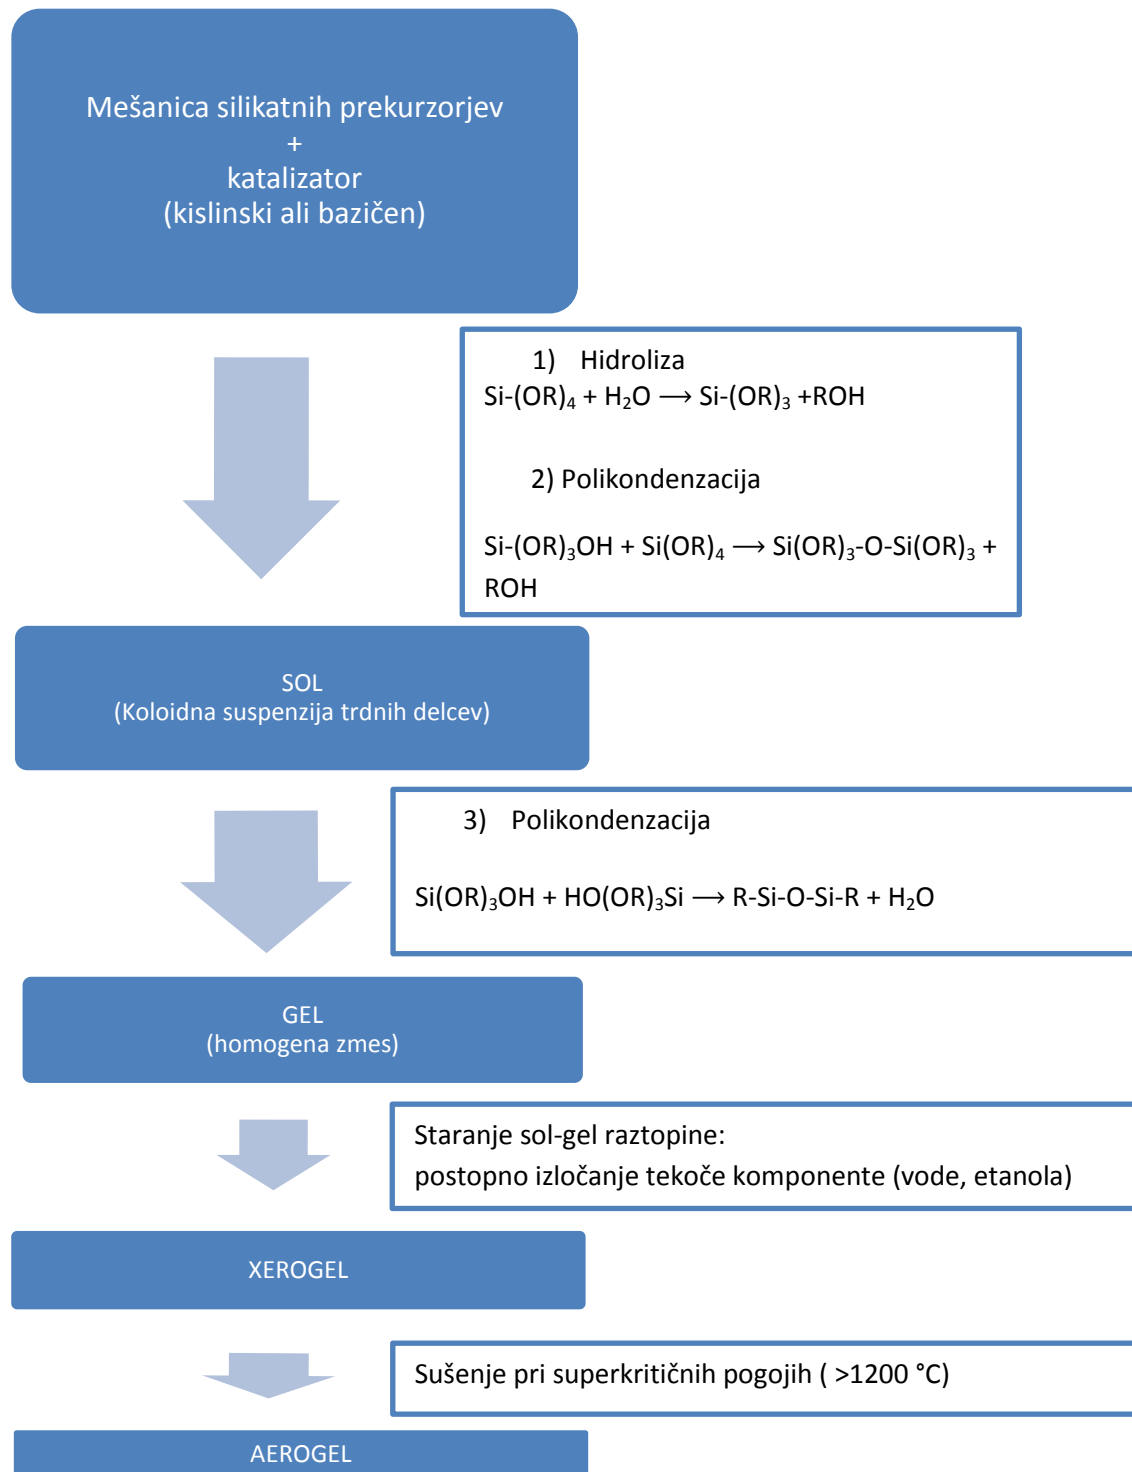 Mešanica silikatnih prekurzorjev
+
katalizator
(kislinski ali bazičen)
1) Hidroliza
Si-(OR)₄ + H₂O ⟶ Si-(OR)₃ +ROH
2) Polikondenzacija
Si-(OR)₃OH + Si(OR)₄ ⟶ Si(OR)₃-O-Si(OR)₃ +
ROH
SOL
(Koloidna suspenzija trdnih delcev)
3) Polikondenzacija
Si(OR)₃OH + HO(OR)₃Si ⟶ R-Si-O-Si-R + H₂O
GEL
(homogena zmes)
Staranje sol-gel raztopine:
postopno izločanje tekoče komponente (vode, etanola)
XEROGEL
Sušenje pri superkritičnih pogojih ( >1200 °C)
AEROGEL